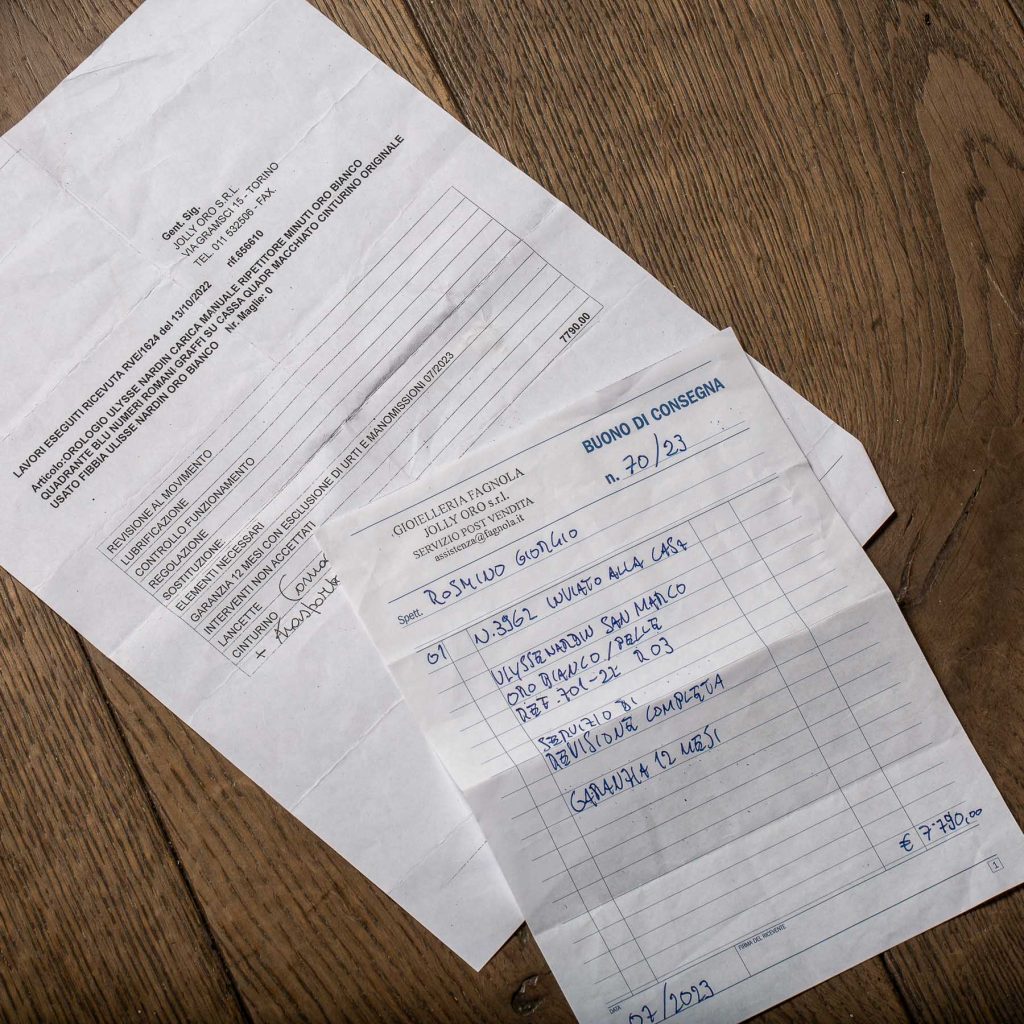 Gent. Sig.
JOLLY ORO S.R.L
VIA GRAMSCI 15 - TORINO
TEL 011 532506 - FAX.
LAVORI ESEGUITI RICEVUTA RVE/1624 del 13/10/2022 rif.656610
Articolo:OROLOGIO ULYSSE NARDIN CARICA MANUALE RIPETITORE MINUTI ORO BIANCO
QUADRANTE BLU NUMERI ROMANI GRAFFI SU CASSA QUADR MACCHIATO CINTURINO ORIGINALE
USATO FIBBIA ULISSE NARDIN ORO BIANCO Nr. Maglie: 0
REVISIONE AL MOVIMENTO
LUBRIFICAZIONE
CONTROLLO FUNZIONAMENTO
REGOLAZIONE
SOSTITUZIONE:
ELEMENTI NECESSARI
GARANZIA 12 MESI CON ESCLUSIONE DI URTI E MANOMISSIONI 07/2023
INTERVENTI NON ACCETTATI
LANCETTE
CINTURINO
+ trasporto
7790.00
BUONO DI CONSEGNA
n. 70/23
GIOIELLERIA FAGNOLA
JOLLY ORO s.r.l.
SERVIZIO POST VENDITA
assistenza@fagnola.it
Spett. ROSMINO GIORGIO
01 N.3962 INVIATO ALLA CASA
ULYSSE NARDIN SAN MARCO
ORO BIANCO/PELLE
REF. 701-22 R03
SERVIZIO DI
REVISIONE COMPLETA
GARANZIA 12 MESI
€ 7.790,00
1
FIRMA DEL RICEVENTE
DATA
07/2023